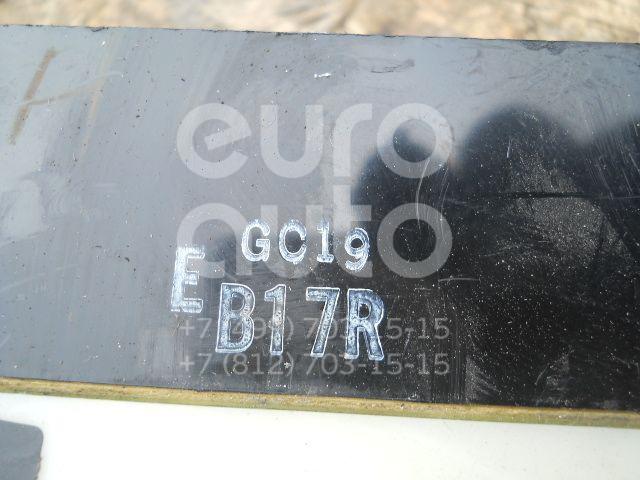 euro
auto
GC19
E B17R
+7 (495) 703-15-15
+7 (812) 703-15-15